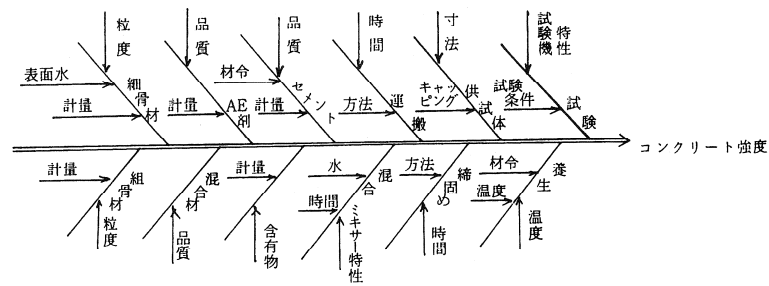 粒度
品質
品質
時間
寸法
試験機
特性
表面水
細骨材
材令
計量
計量
AE剤
計量
セメント
方法
運搬
キャッピング
供試体
試験条件
試験
コンクリート強度
計量
組骨材
粒度
混合材
品質
計量
含有物
水
混合
時間
ミキサー特性
方法
締固め
時間
材令
養生
温度
温度